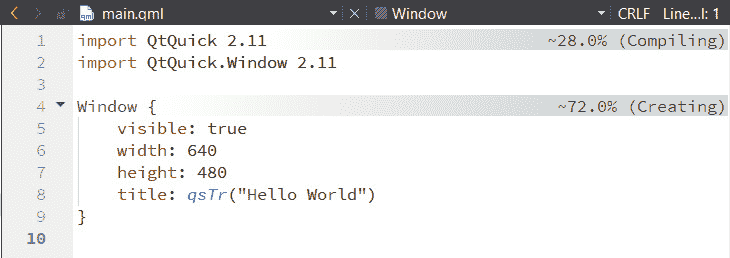 main.qml Window CRLF Line...l: 1
1 import QtQuick 2.11 ~28.0% (Compiling)
2 import QtQuick.Window 2.11
3
4 Window { ~72.0% (Creating)
5 visible: true
6 width: 640
7 height: 480
8 title: qsTr("Hello World")
9 }
10